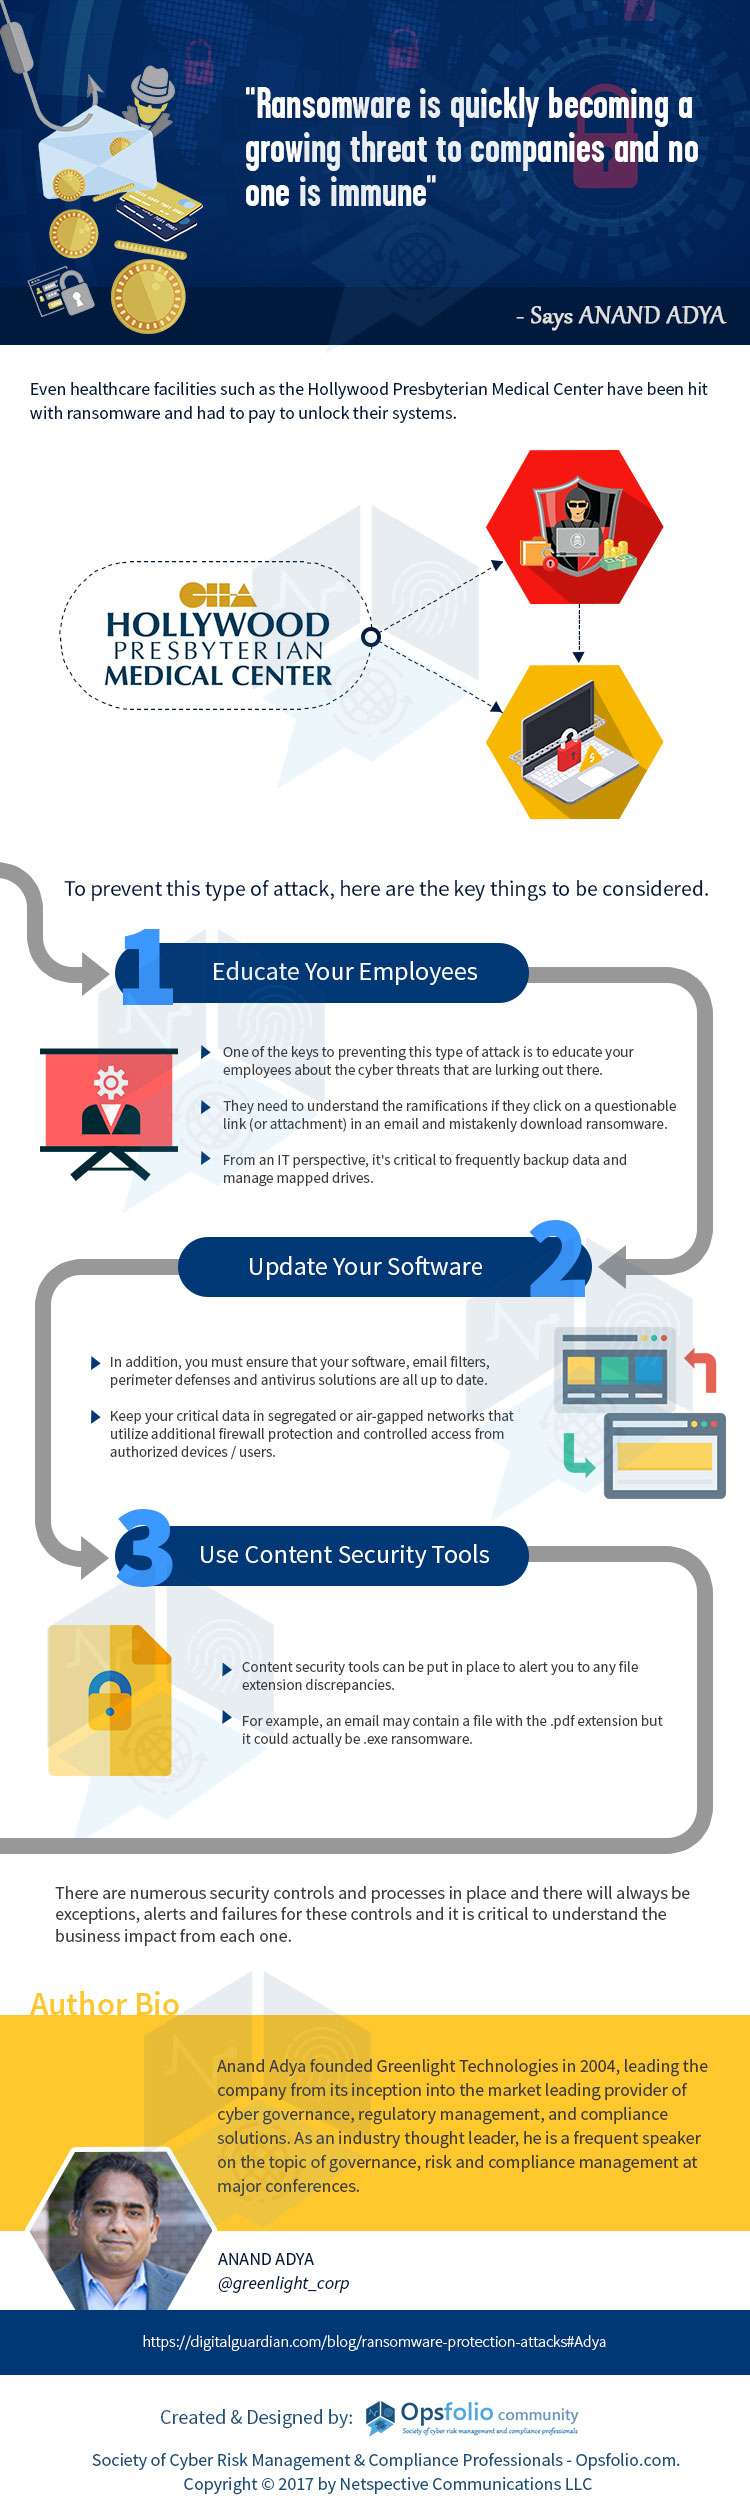 "Ransomware is quickly becoming a
growing threat to companies and no
one is immune"
- Says ANAND ADYA
Even healthcare facilities such as the Hollywood Presbyterian Medical Center have been hit
with ransomware and had to pay to unlock their systems.
CHA
HOLLYWOOD
PRESBYTERIAN
MEDICAL CENTER
To prevent this type of attack, here are the key things to be considered.
1 Educate Your Employees
One of the keys to preventing this type of attack is to educate your
employees about the cyber threats that are lurking out there.
They need to understand the ramifications if they click on a questionable
link (or attachment) in an email and mistakenly download ransomware.
From an IT perspective, it's critical to frequently backup data and
manage mapped drives.
Update Your Software 2
In addition, you must ensure that your software, email filters,
perimeter defenses and antivirus solutions are all up to date.
Keep your critical data in segregated or air-gapped networks that
utilize additional firewall protection and controlled access from
authorized devices / users.
3 Use Content Security Tools
Content security tools can be put in place to alert you to any file
extension discrepancies.
For example, an email may contain a file with the .pdf extension but
it could actually be .exe ransomware.
There are numerous security controls and processes in place and there will always be
exceptions, alerts and failures for these controls and it is critical to understand the
business impact from each one.
Author Bio
Anand Adya founded Greenlight Technologies in 2004, leading the
company from its inception into the market leading provider of
cyber governance, regulatory management, and compliance
solutions. As an industry thought leader, he is a frequent speaker
on the topic of governance, risk and compliance management at
major conferences.
ANAND ADYA
@greenlight_corp
https://digitalguardian.com/blog/ransomware-protection-attacks#Adya
Created & Designed by: Opsfolio community
Society of cyber risk management and compliance professionals
Society of Cyber Risk Management & Compliance Professionals - Opsfolio.com.
Copyright © 2017 by Netspective Communications LLC